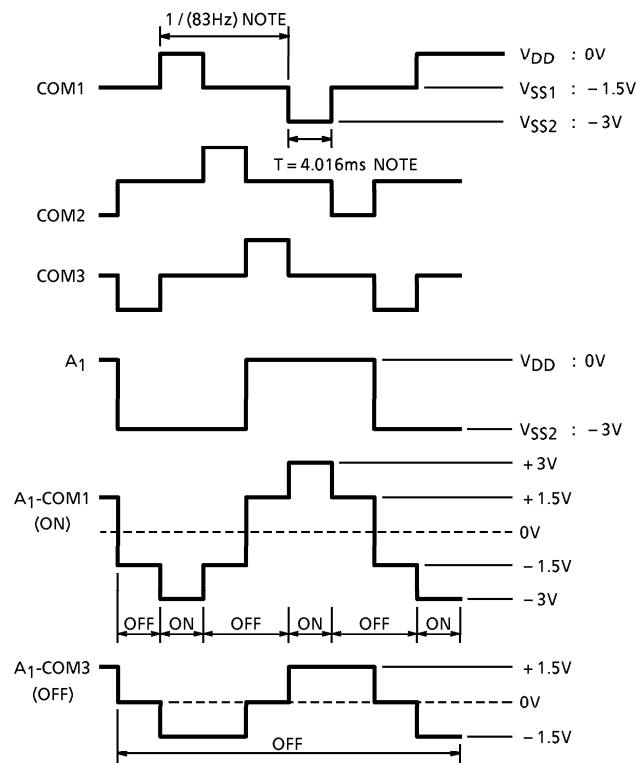 1 / (83Hz) NOTE
VDD : 0V
COM1
VSS1 : −1.5V
VSS2 : −3V
T = 4.016ms NOTE
COM2
COM3
A1
VDD : 0V
VSS2 : −3V
+3V
A1-COM1
(ON)
+1.5V
0V
−1.5V
−3V
OFF ON OFF ON OFF ON
A1-COM3
(OFF)
+1.5V
0V
−1.5V
OFF